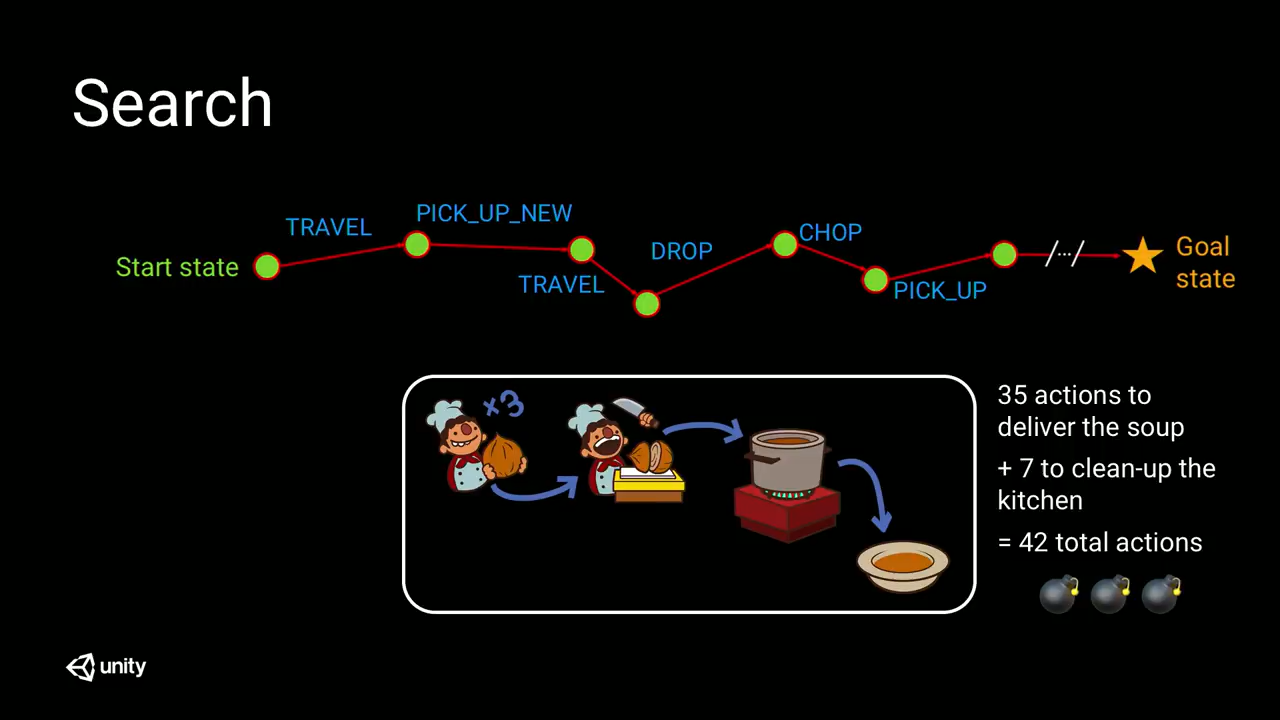 Search
TRAVEL
PICK_UP_NEW
TRAVEL
DROP
CHOP
PICK_UP
Start state
/.../
Goal
state
×3
35 actions to
deliver the soup
+ 7 to clean-up the
kitchen
= 42 total actions
unity